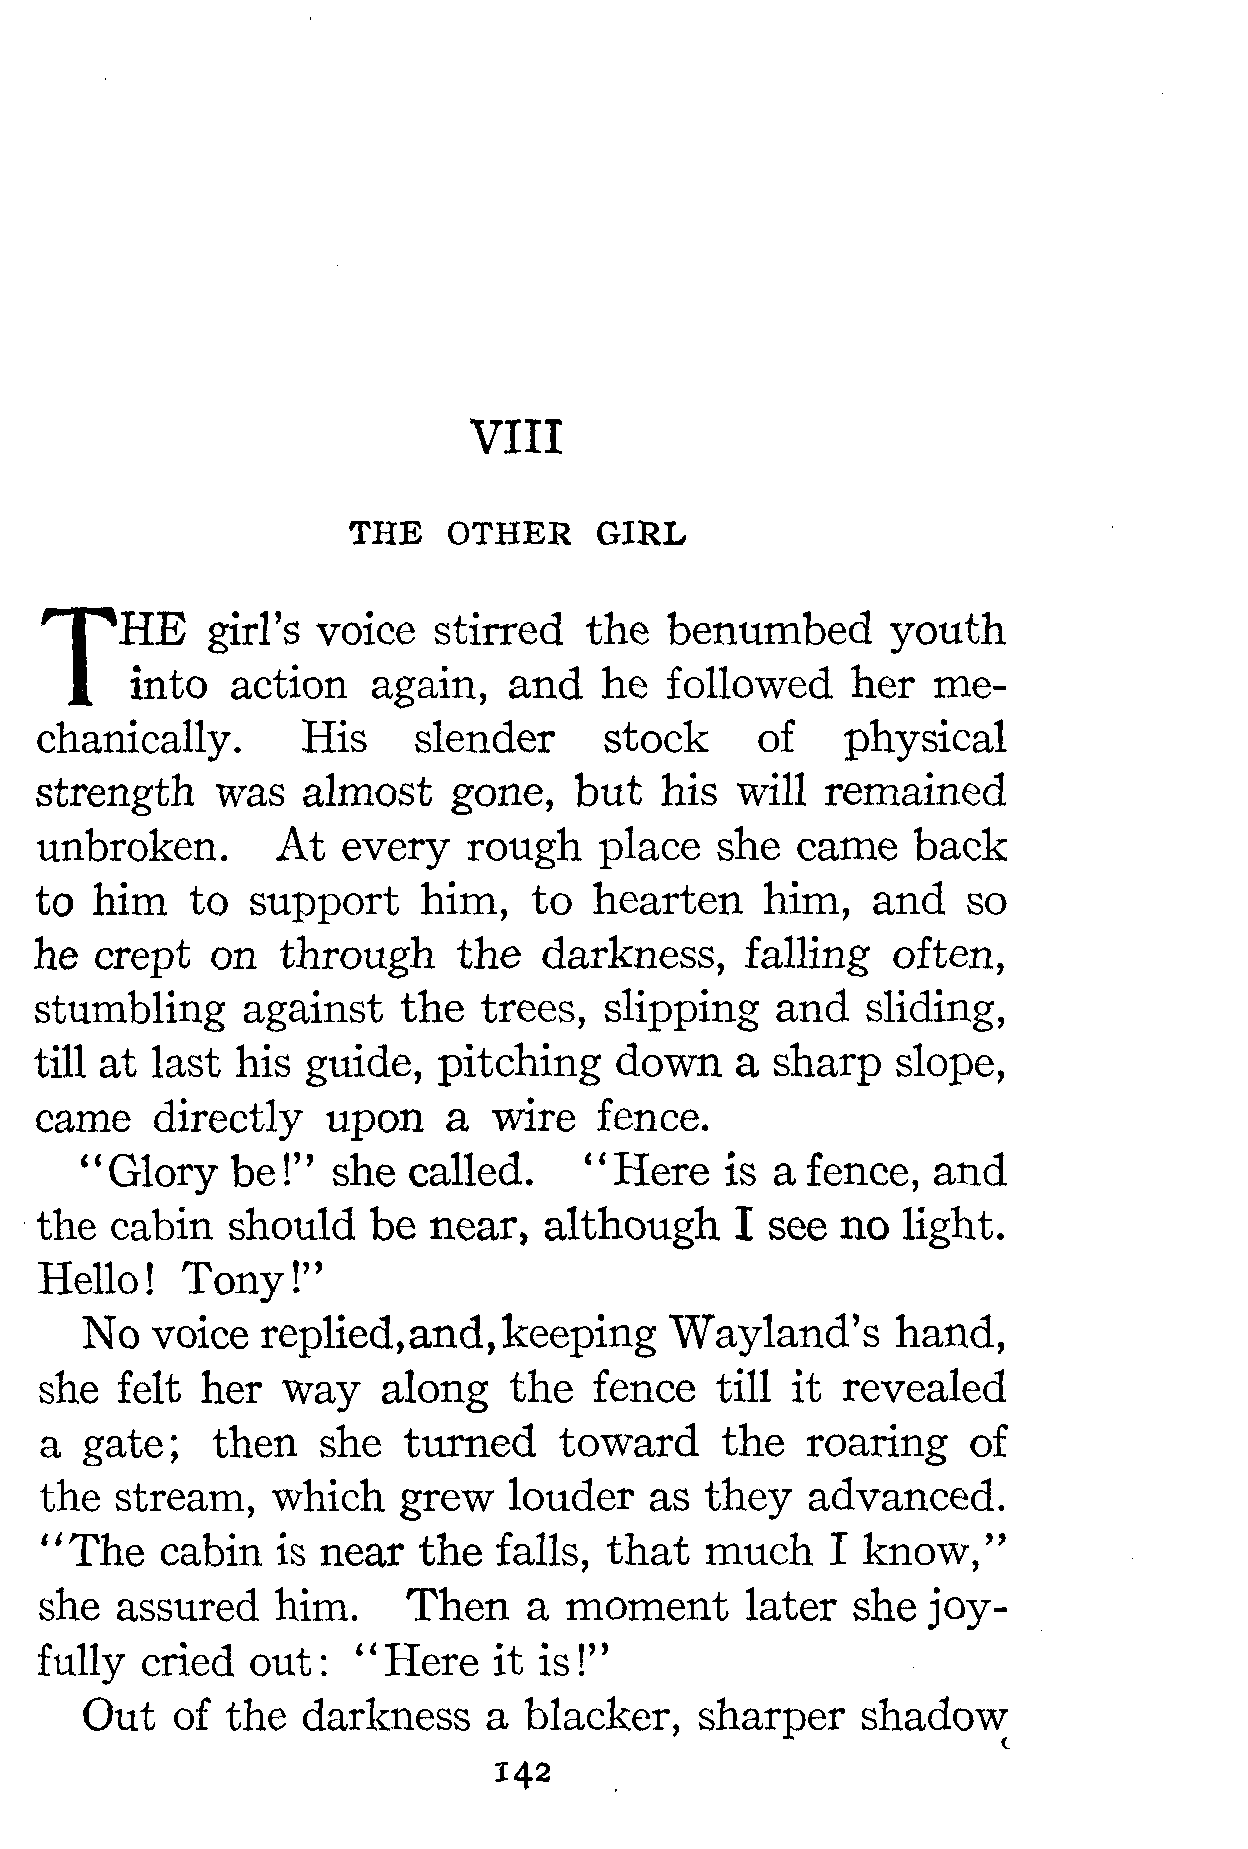 VIII
THE OTHER GIRL
THE girl's voice stirred the benumbed youth
into action again, and he followed her me-
chanically. His slender stock of physical
strength was almost gone, but his will remained
unbroken. At every rough place she came back
to him to support him, to hearten him, and so
he crept on through the darkness, falling often,
stumbling against the trees, slipping and sliding,
till at last his guide, pitching down a sharp slope,
came directly upon a wire fence.
"Glory be!" she called. "Here is a fence, and
the cabin should be near, although I see no light.
Hello! Tony!"
No voice replied, and, keeping Wayland's hand,
she felt her way along the fence till it revealed
a gate; then she turned toward the roaring of
the stream, which grew louder as they advanced.
"The cabin is near the falls, that much I know,"
she assured him. Then a moment later she joy-
fully cried out: "Here it is!"
Out of the darkness a blacker, sharper shadow
142